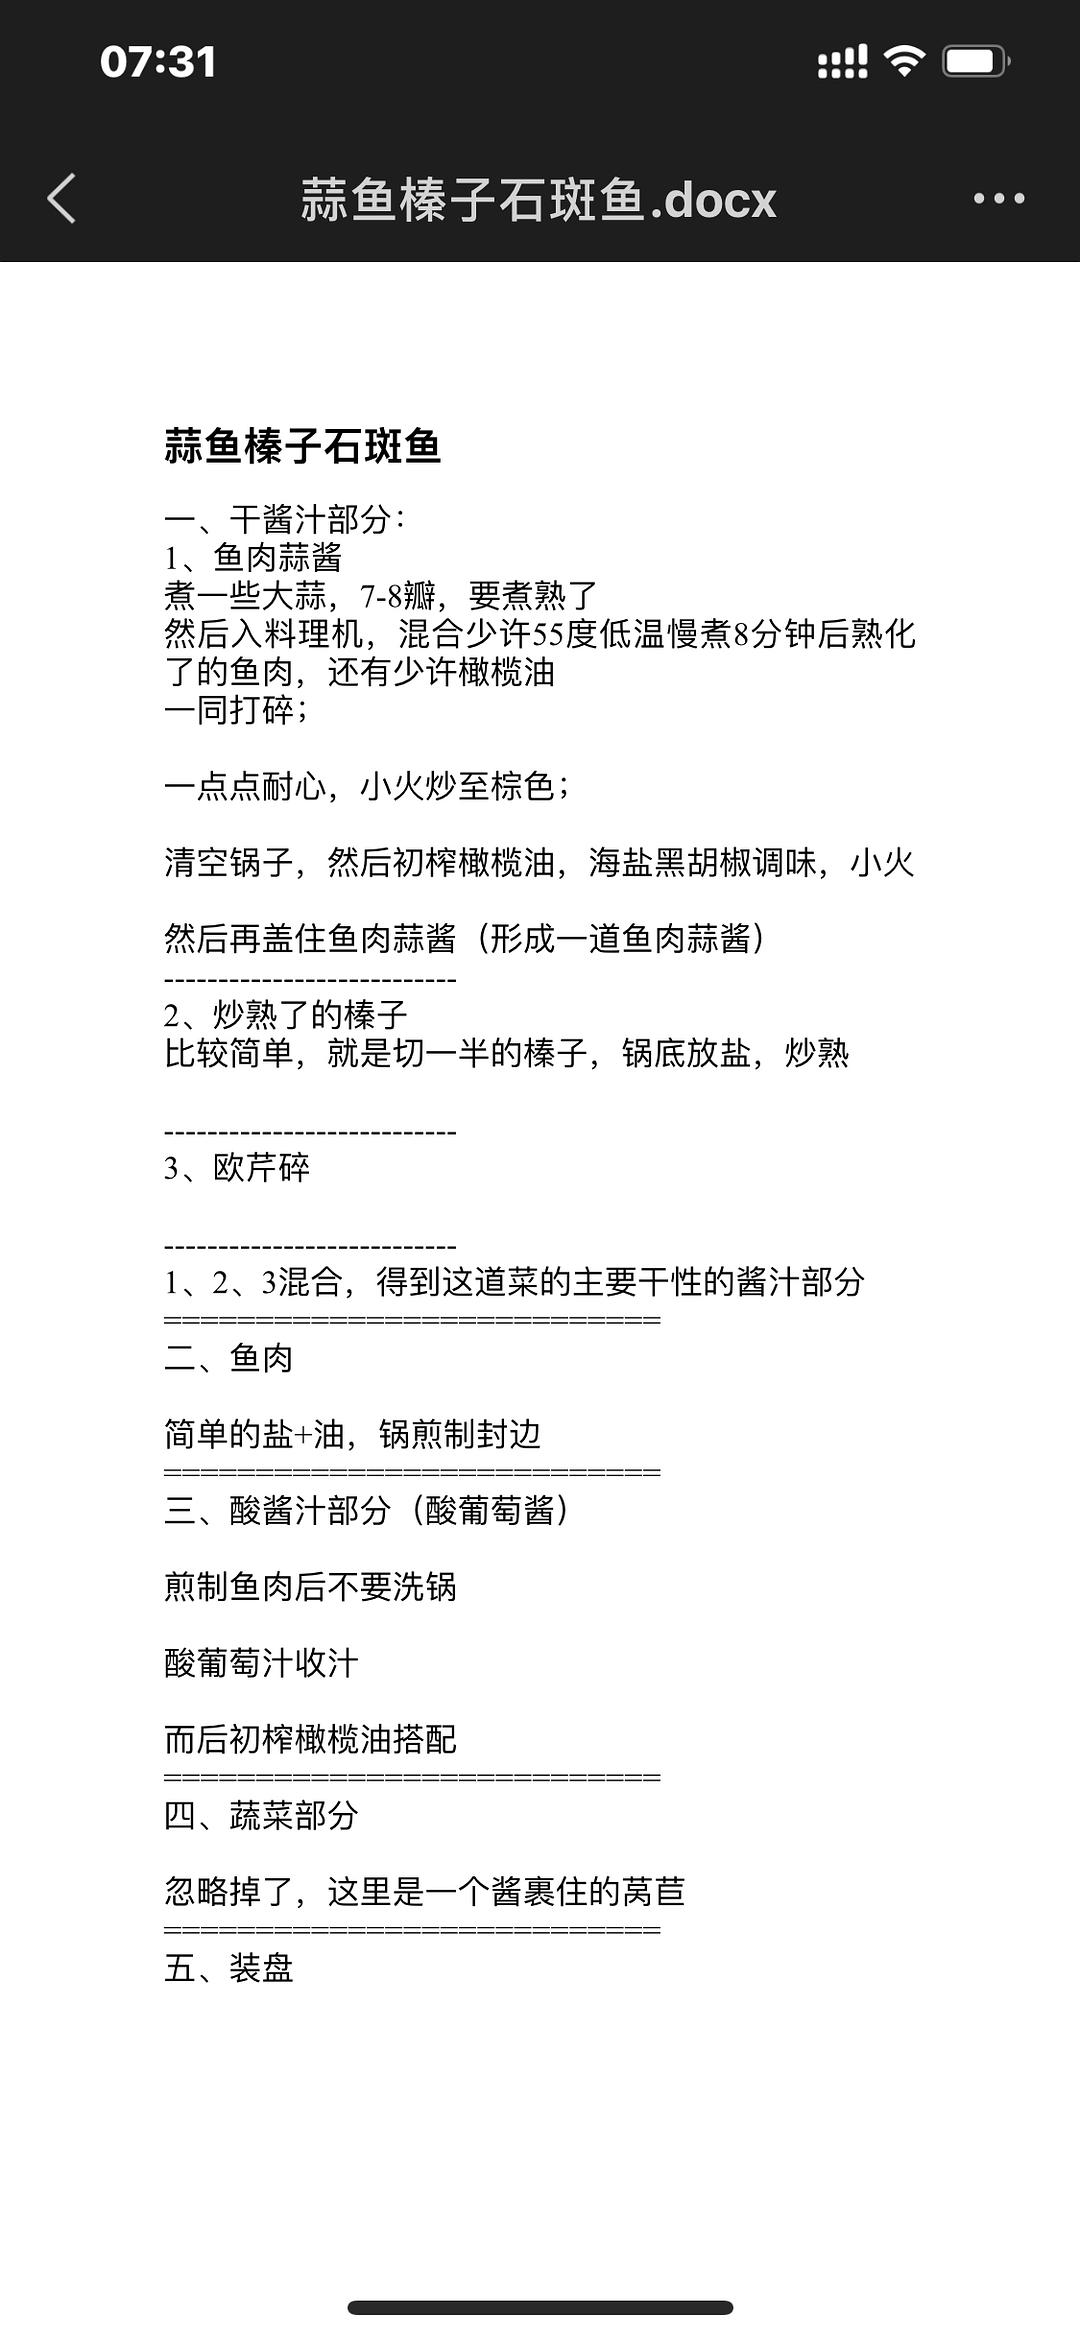 07:31
蒜鱼榛子石斑鱼.docx
蒜鱼榛子石斑鱼
一、干酱汁部分：
1、鱼肉蒜酱
煮一些大蒜，7-8瓣，要煮熟了
然后入料理机，混合少许55度低温慢煮8分钟后熟化
了的鱼肉，还有少许橄榄油
一同打碎；
一点点耐心，小火炒至棕色；
清空锅子，然后初榨橄榄油，海盐黑胡椒调味，小火
然后再盖住鱼肉蒜酱（形成一道鱼肉蒜酱）
---------------------------
2、炒熟了的榛子
比较简单，就是切一半的榛子，锅底放盐，炒熟
---------------------------
3、欧芹碎
---------------------------
1、2、3混合，得到这道菜的主要干性的酱汁部分
===========================
二、鱼肉
简单的盐+油，锅煎制封边
===========================
三、酸酱汁部分（酸葡萄酱）
煎制鱼肉后不要洗锅
酸葡萄汁收汁
而后初榨橄榄油搭配
===========================
四、蔬菜部分
忽略掉了，这里是一个酱裹住的莴苣
===========================
五、装盘